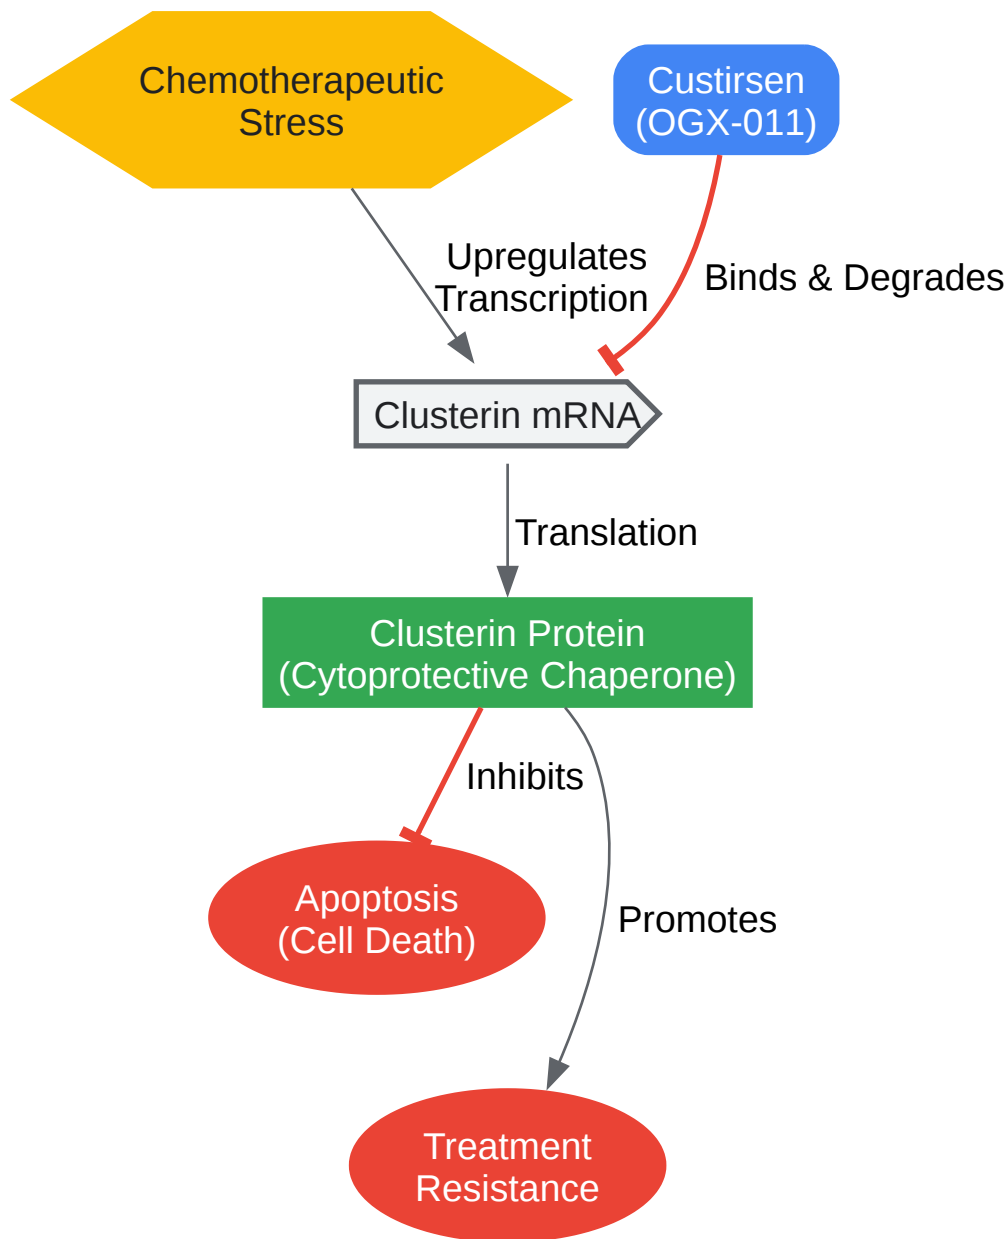 Chemotherapeutic
Stress
Custirsen
(OGX-011)
Upregulates
Transcription
Binds & Degrades
Clusterin mRNA
Translation
Clusterin Protein
(Cytoprotective Chaperone)
Inhibits
Apoptosis
(Cell Death)
Promotes
Treatment
Resistance